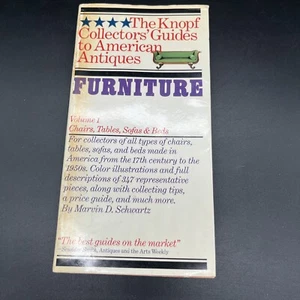 ★★★★The Knopf
Collectors' Guides
to American
Antiques
FURNITURE
Volume 1
Chairs, Tables, Sofas & Beds
For collectors of all types of chairs,
tables, sofas, and beds made in
America from the 17th century to the
1950s. Color illustrations and full
descriptions of 347 representative
pieces, along with collecting tips,
a price guide, and much more.
By Marvin D. Schwartz
"The best guides on the market"
Antiques and the Arts Weekly